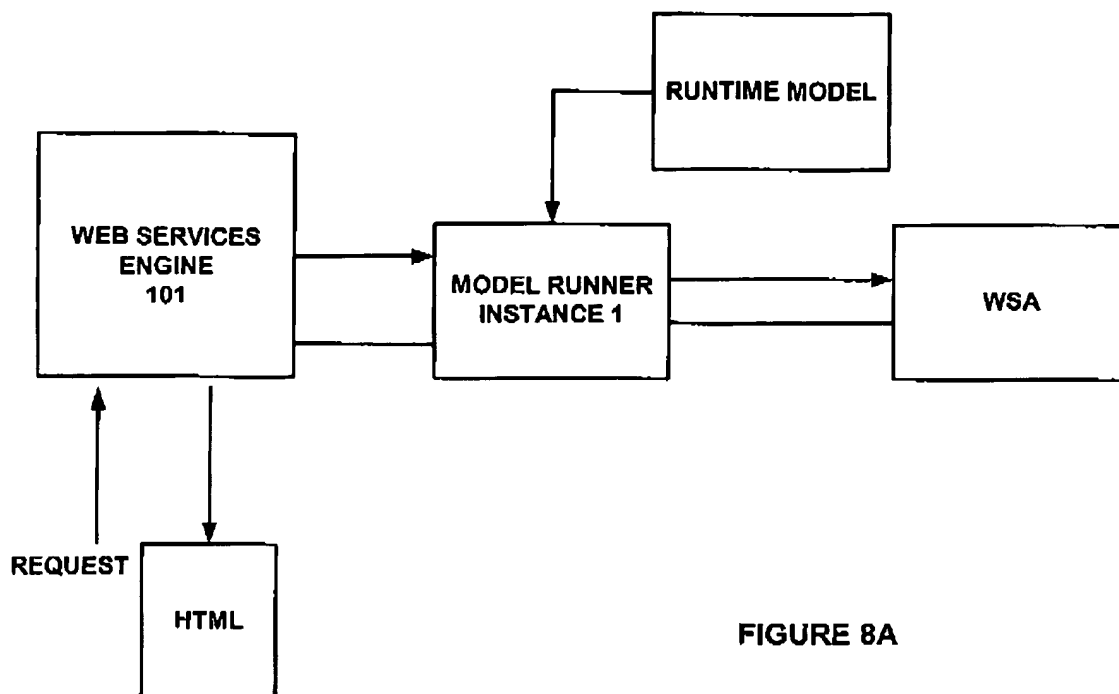 RUNTIME MODEL
WEB SERVICES
ENGINE
101
MODEL RUNNER
INSTANCE 1
WSA
REQUEST
HTML
FIGURE 8A